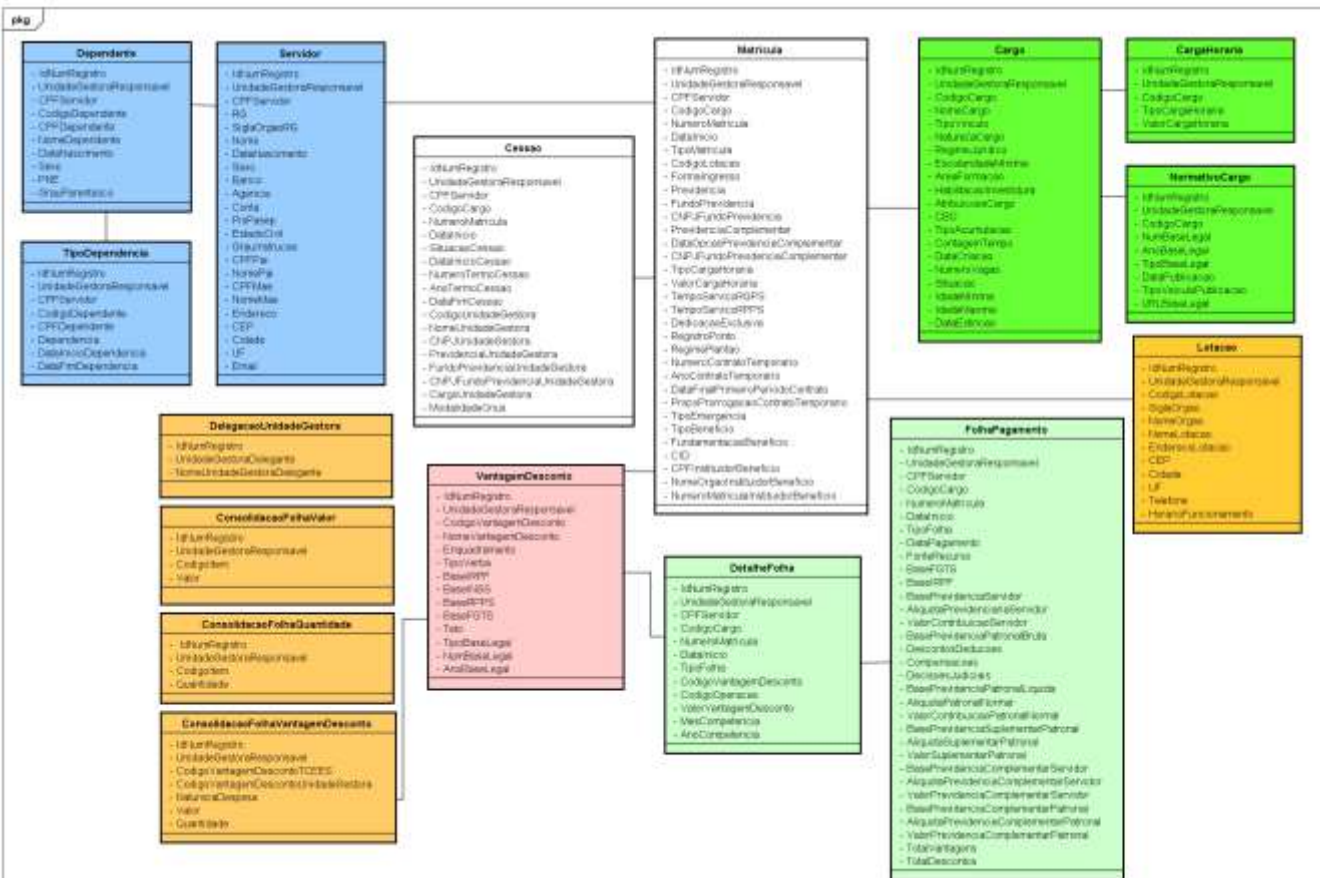 pkg
Dependente
- IdNumRegistro
- UnidadeGestoraResponsavel
- CPFServidor
- CodigoDependente
- CPFDependente
- NomeDependente
- DataNascimento
- Sexo
- PNE
- GrauParentesco
TipoDependencia
- IdNumRegistro
- UnidadeGestoraResponsavel
- CPFServidor
- CodigoDependente
- CPFDependente
- Dependencia
- DataInicioDependencia
- DataFimDependencia
Servidor
- IdNumRegistro
- UnidadeGestoraResponsavel
- CPFServidor
- RG
- SiglaOrgaoRG
- Nome
- DataNascimento
- Sexo
- Banco
- Agencia
- Conta
- PisPasep
- EstadoCivil
- GrauInstrucao
- CPFPai
- NomePai
- CPFMae
- NomeMae
- Endereco
- CEP
- Cidade
- UF
- Email
Cessao
- IdNumRegistro
- UnidadeGestoraResponsavel
- CPFServidor
- CodigoCargo
- NumeroMatricula
- DataInicio
- SituacaoCessao
- DataInicioCessao
- NumeroTermoCessao
- AnoTermoCessao
- DataFimCessao
- CodigoUnidadeGestora
- NomeUnidadeGestora
- CNPJUnidadeGestora
- PrevidenciaUnidadeGestora
- FundoPrevidenciaUnidadeGestora
- CNPJFundoPrevidenciaUnidadeGestora
- CargoUnidadeGestora
- ModalidadeOnus
Matricula
- IdNumRegistro
- UnidadeGestoraResponsavel
- CPFServidor
- CodigoCargo
- NumeroMatricula
- DataInicio
- TipoMatricula
- CodigoLotacao
- FormaIngresso
- Previdencia
- FundoPrevidencia
- CNPJFundoPrevidencia
- PrevidenciaComplementar
- DataOpcaoPrevidenciaComplementar
- CNPJFundoPrevidenciaComplementar
- TipoCargaHoraria
- ValorCargaHoraria
- TempoServicoRGPS
- TempoServicoRPPS
- DedicacaoExclusiva
- RegistroPonto
- RegimePlantao
- NumeroContratoTemporario
- AnoContratoTemporario
- DataFinalPrimeiroPeriodoContrato
- PrazoProrrogacaoContratoTemporario
- TipoEmergencia
- TipoBeneficio
- FundamentacaoBeneficio
- CID
- CPFInstituidorBeneficio
- NomeOrgaoInstituidorBeneficio
- NumeroMatriculaInstituidorBeneficio
Cargo
- IdNumRegistro
- UnidadeGestoraResponsavel
- CodigoCargo
- NomeCargo
- TipoVinculo
- NaturezaCargo
- RegimeJuridico
- EscolaridadeMinima
- AreaFormacao
- HabilitacaoInvestidura
- AtribuicaoCargo
- CBO
- TipoAcumulacao
- ContagemTempo
- DataCriacao
- NumeroVagas
- Situacao
- IdadeMinima
- IdadeMaxima
- DataExtincao
CargaHoraria
- IdNumRegistro
- UnidadeGestoraResponsavel
- CodigoCargo
- TipoCargaHoraria
- ValorCargaHoraria
NormativoCargo
- IdNumRegistro
- UnidadeGestoraResponsavel
- CodigoCargo
- NumBaseLegal
- AnoBaseLegal
- TipoBaseLegal
- DataPublicacao
- TipoVeiculoPublicacao
- URLBaseLegal
Lotacao
- IdNumRegistro
- UnidadeGestoraResponsavel
- CodigoLotacao
- SiglaOrgao
- NomeOrgao
- NomeLotacao
- EnderecoLotacao
- CEP
- Cidade
- UF
- Telefone
- HorarioFuncionamento
DelegacaoUnidadeGestora
- IdNumRegistro
- UnidadeGestoraDelegante
- NomeUnidadeGestoraDelegante
ConsolidacaoFolhaValor
- IdNumRegistro
- UnidadeGestoraResponsavel
- CodigoItem
- Valor
ConsolidacaoFolhaQuantidade
- IdNumRegistro
- UnidadeGestoraResponsavel
- CodigoItem
- Quantidade
ConsolidacaoFolhaVantagemDesconto
- IdNumRegistro
- UnidadeGestoraResponsavel
- CodigoVantagemDescontoTCEES
- CodigoVantagemDescontoUnidadeGestora
- NaturezaDespesa
- Valor
- Quantidade
VantagemDesconto
- IdNumRegistro
- UnidadeGestoraResponsavel
- CodigoVantagemDesconto
- NomeVantagemDesconto
- Enquadramento
- TipoVerba
- BaseIRPF
- BaseINSS
- BaseRPPS
- BaseFGTS
- Teto
- TipoBaseLegal
- NumBaseLegal
- AnoBaseLegal
DetalheFolha
- IdNumRegistro
- UnidadeGestoraResponsavel
- CPFServidor
- CodigoCargo
- NumeroMatricula
- DataInicio
- TipoFolha
- CodigoVantagemDesconto
- CodigoOperacao
- ValorVantagemDesconto
- MesCompetencia
- AnoCompetencia
FolhaPagamento
- IdNumRegistro
- UnidadeGestoraResponsavel
- CPFServidor
- CodigoCargo
- NumeroMatricula
- DataInicio
- TipoFolha
- DataPagamento
- FonteRecurso
- BaseFGTS
- BaseIRPF
- BasePrevidenciaServidor
- AliquotaPrevidenciariaServidor
- ValorContribuicaoServidor
- BasePrevidenciaPatronalBruta
- DescontosDeducoes
- Compensacoes
- DecisoesJudiciais
- BasePrevidenciaPatronalLiquida
- AliquotaPatronalNormal
- ValorContribuicaoPatronalNormal
- BasePrevidenciaSuplementarPatronal
- AliquotaSuplementarPatronal
- ValorSuplementarPatronal
- BasePrevidenciaComplementarServidor
- AliquotaPrevidenciaComplementarServidor
- ValorPrevidenciaComplementarServidor
- BasePrevidenciaComplementarPatronal
- AliquotaPrevidenciaComplementarPatronal
- ValorPrevidenciaComplementarPatronal
- TotalVantagens
- TotalDescontos